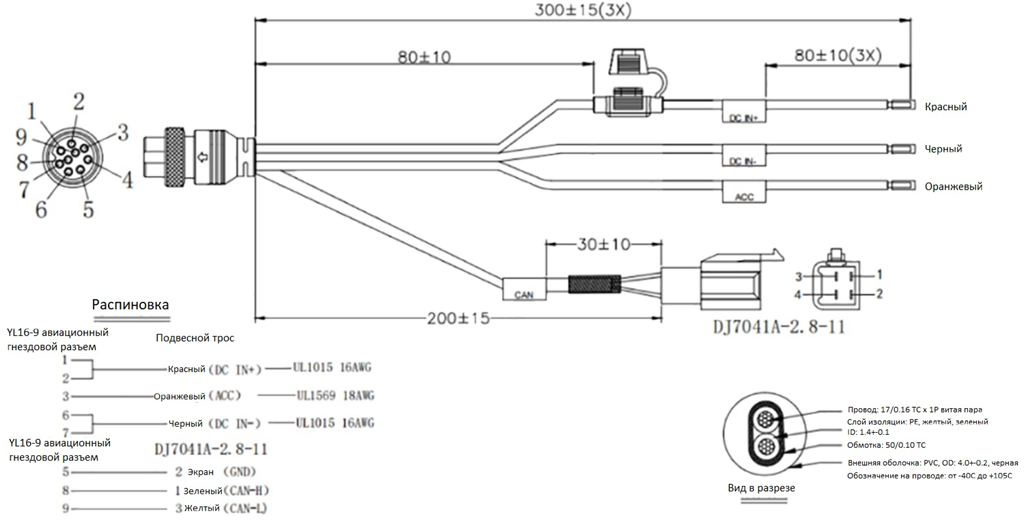 300±15(3X)
80±10
80±10(3X)
1
2
3
4
5
6
7
8
9
DC IN+
Красный
DC IN-
Черный
ACC
Оранжевый
30±10
CAN
3
1
4
2
200±15
DJ7041A-2.8-11
Распиновка
YL16-9 авиационный
гнездовой разъем
Подвесной трос
1
2
Красный (DC IN+)
UL1015 16AWG
3
Оранжевый (ACC)
UL1569 18AWG
6
7
Черный (DC IN-)
UL1015 16AWG
YL16-9 авиационный
гнездовой разъем
DJ7041A-2.8-11
5
2 Экран (GND)
8
1 Зеленый (CAN-H)
9
3 Желтый (CAN-L)
Провод: 17/0.16 TC x 1P витая пара
Слой изоляции: PE, желтый, зеленый
ID: 1.4+-0.1
Обмотка: 50/0.10 TC
Внешняя оболочка: PVC, OD: 4.0+-0.2, черная
Обозначение на проводе: от -40C до +105C
Вид в разрезе